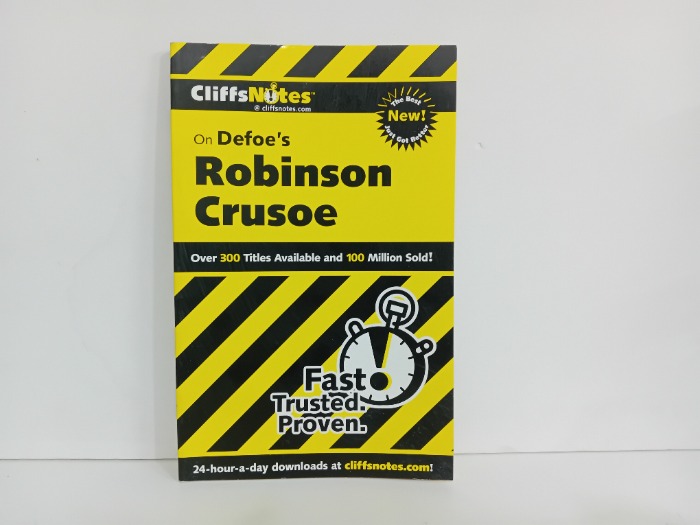 CliffsNotes™
@ cliffsnotes.com
The Best
New!
Just Got Better
On Defoe's
Robinson
Crusoe
Over 300 Titles Available and 100 Million Sold!
Fast.
Trusted.
Proven.
24-hour-a-day downloads at cliffsnotes.com!